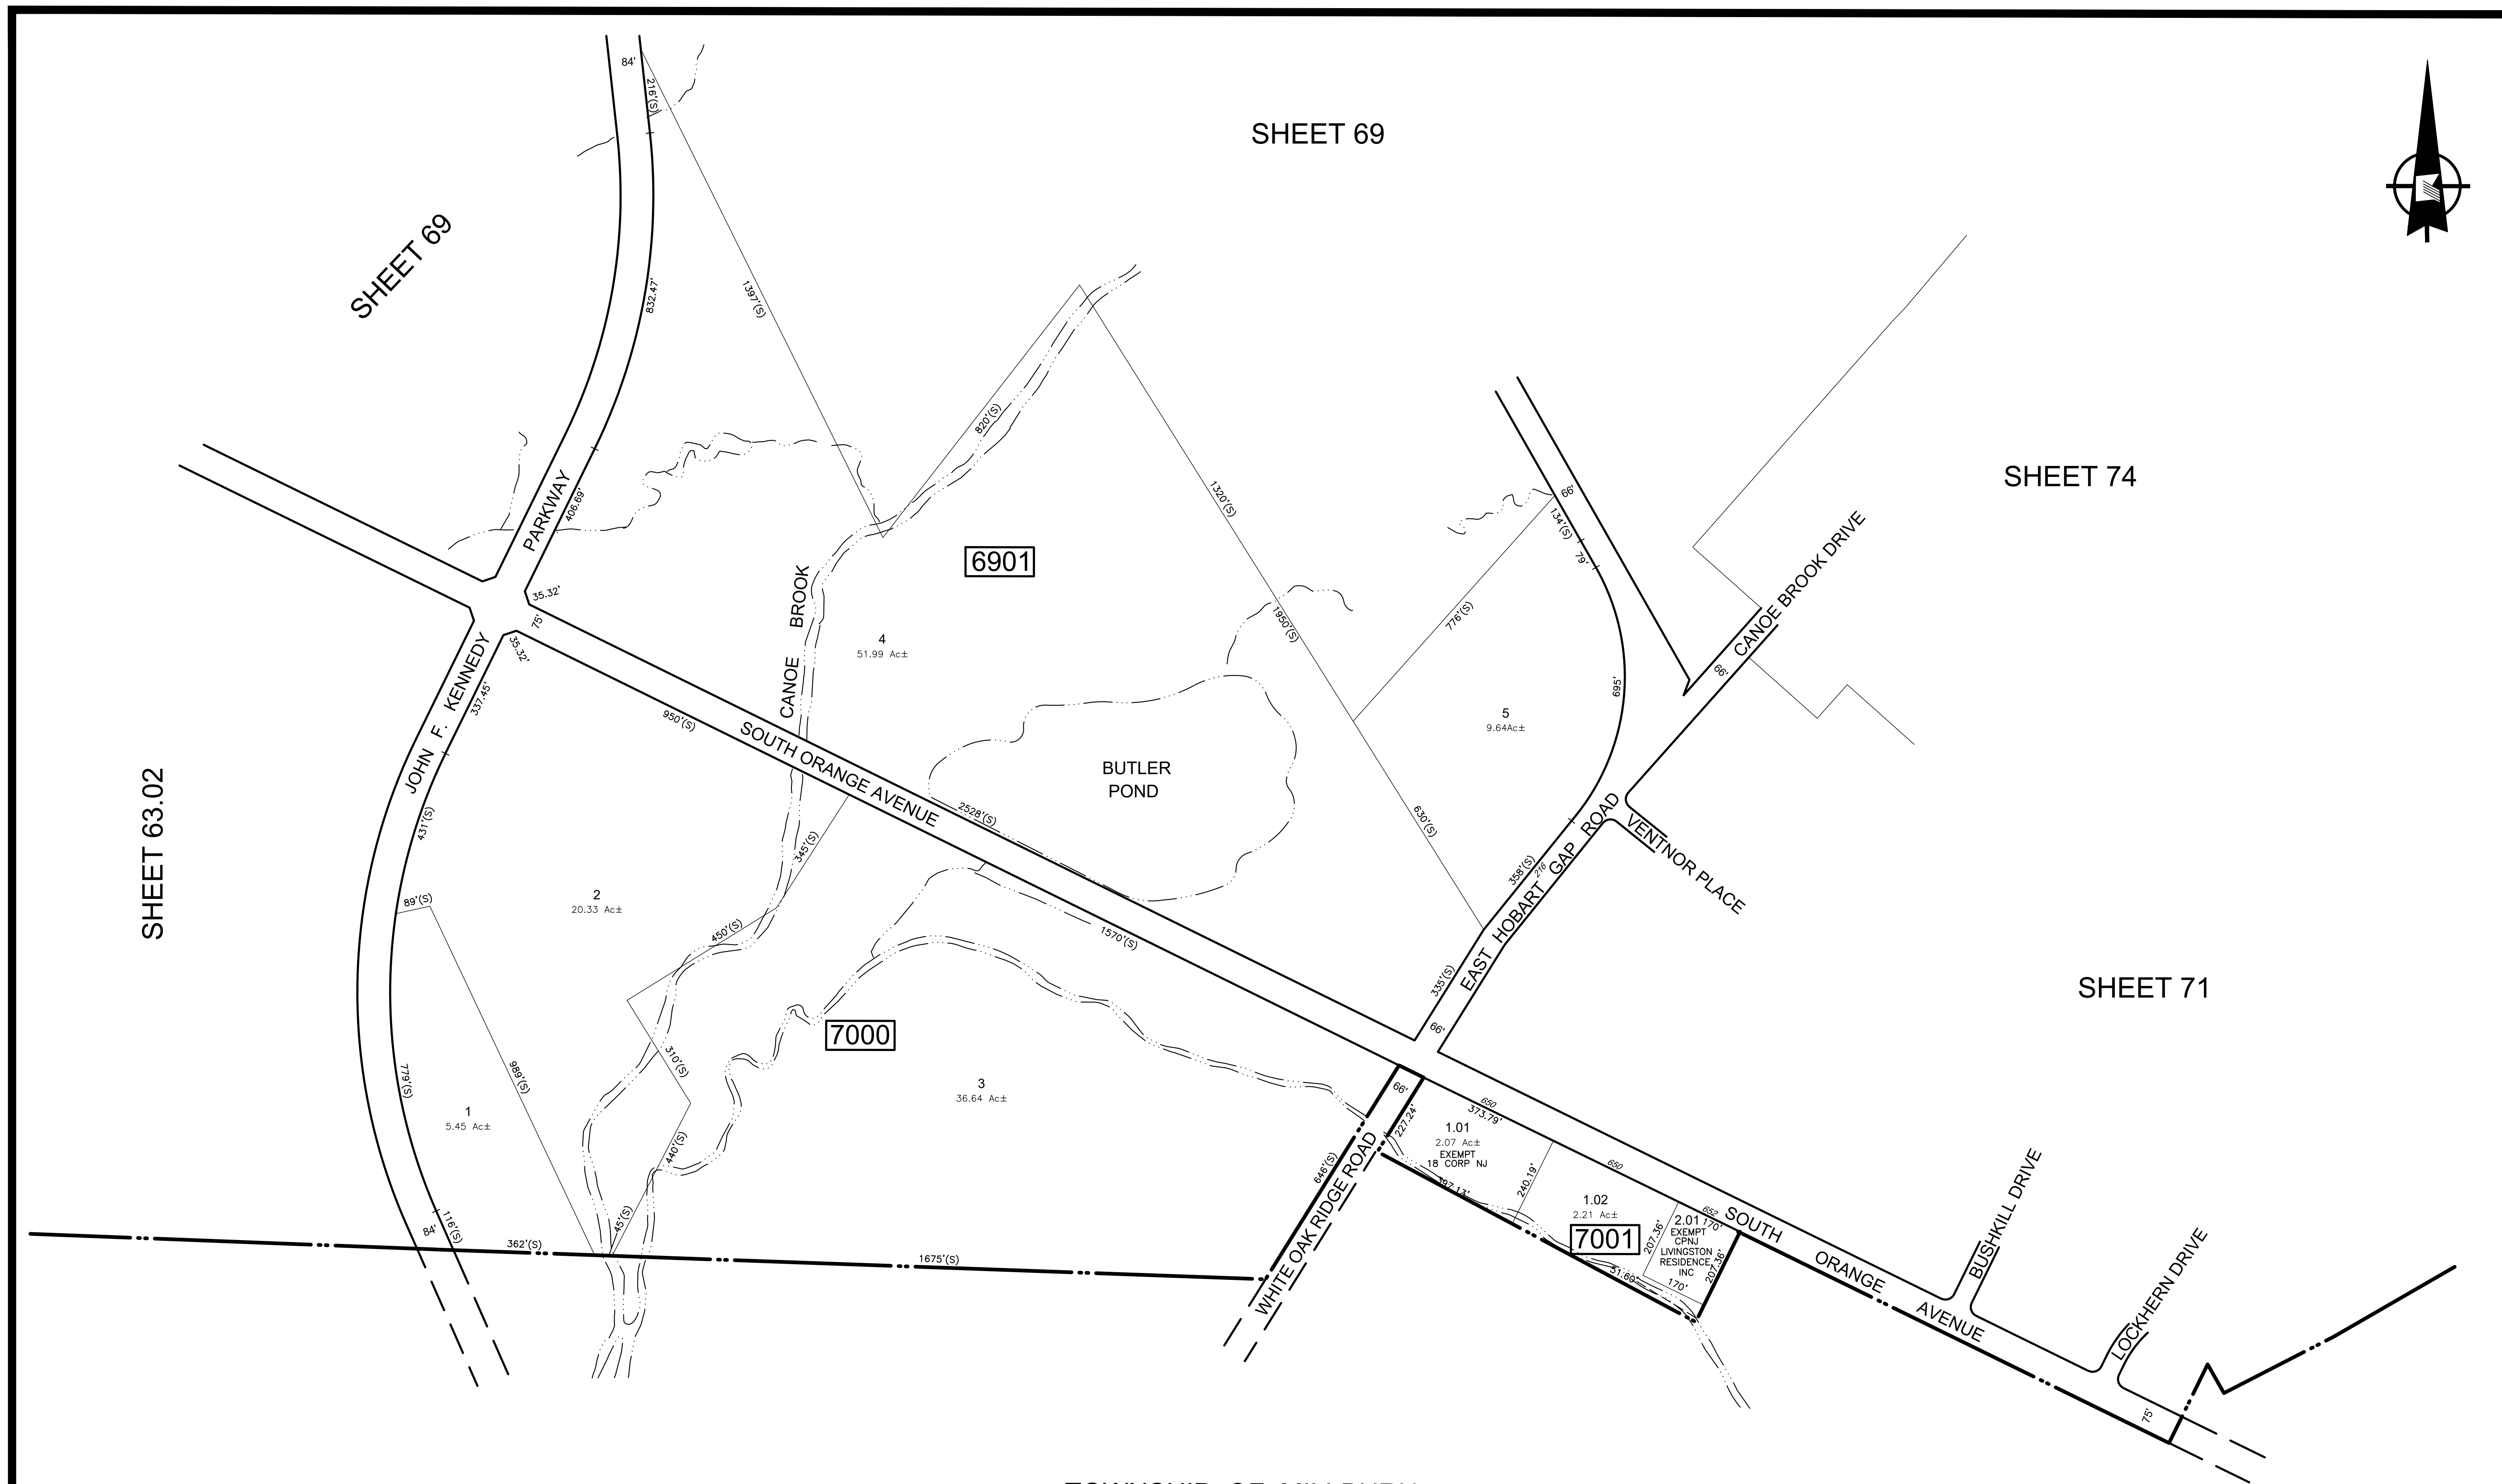 84'
216'(S)
SHEET 69
SHEET 69
1397'(S)
832.47'
820'(S)
1320'(S)
66'
134'(S)
79'
SHEET 74
PARKWAY
406.69'
6901
CANOE BROOK DRIVE
66'
35.32'
75'
35.32'
JOHN F. KENNEDY
337.45'
CANOE BROOK
4
51.99 Ac±
1950'(S)
776'(S)
695'
5
9.64Ac±
950'(S)
SOUTH ORANGE AVENUE
BUTLER
POND
2528'(S)
630'(S)
SHEET 63.02
431'(S)
345'(S)
358'(S)
276
EAST HOBART GAP ROAD
VENTNOR PLACE
89'(S)
2
20.33 Ac±
450'(S)
1570'(S)
335'(S)
66'
SHEET 71
7000
310'(S)
989'(S)
779'(S)
1
5.45 Ac±
3
36.64 Ac±
66'
227.24'
650
373.79'
1.01
2.07 Ac±
EXEMPT
18 CORP NJ
440'(S)
646'(S)
WHITE OAK RIDGE ROAD
397.13'
240.19'
650
1.02
2.21 Ac±
7001
207.36'
652
170'
2.01
EXEMPT
CPNJ
LIVINGSTON
RESIDENCE
INC
207.36'
170'
51.60'
SOUTH ORANGE AVENUE
BUSKILL DRIVE
LOCKHERN DRIVE
75'
84'
116'(S)
362'(S)
45'(S)
1675'(S)